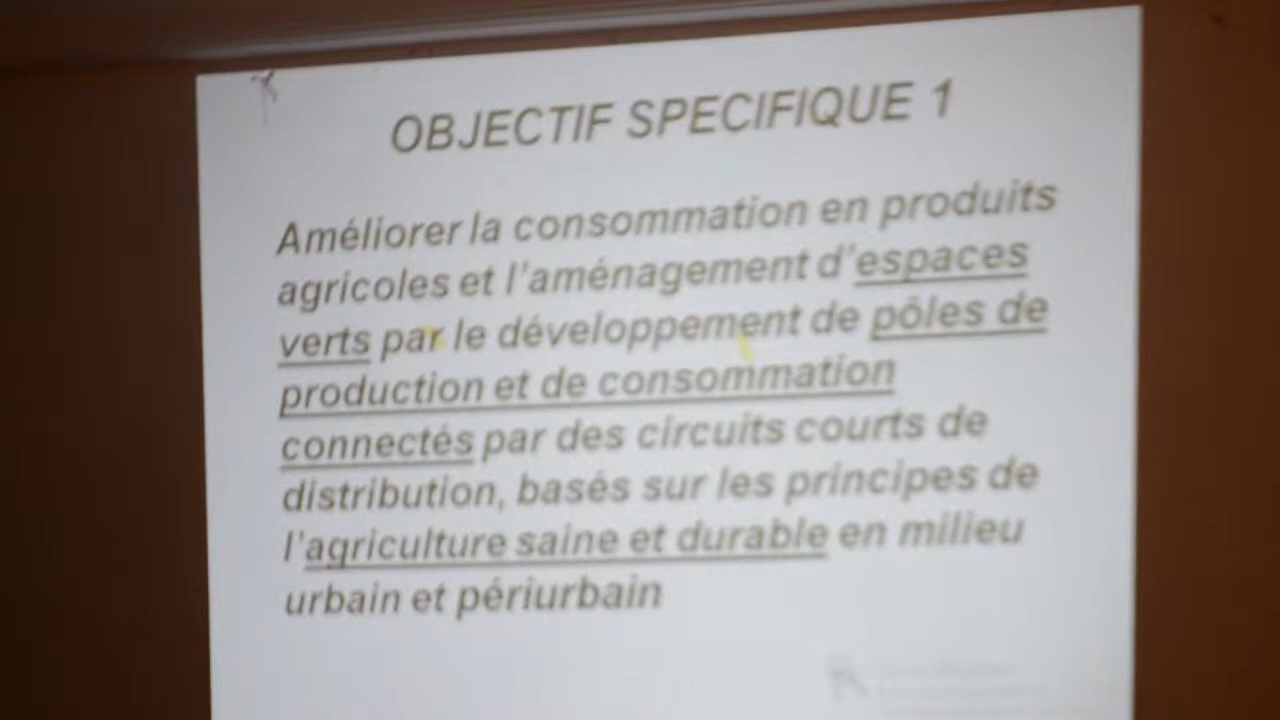 OBJECTIF SPECIFIQUE 1
Améliorer la consommation en produits
agricoles et l'aménagement d'espaces
verts par le développement de pôles de
production et de consommation
connectés par des circuits courts de
distribution, basés sur les principes de
l'agriculture saine et durable en milieu
urbain et périurbain